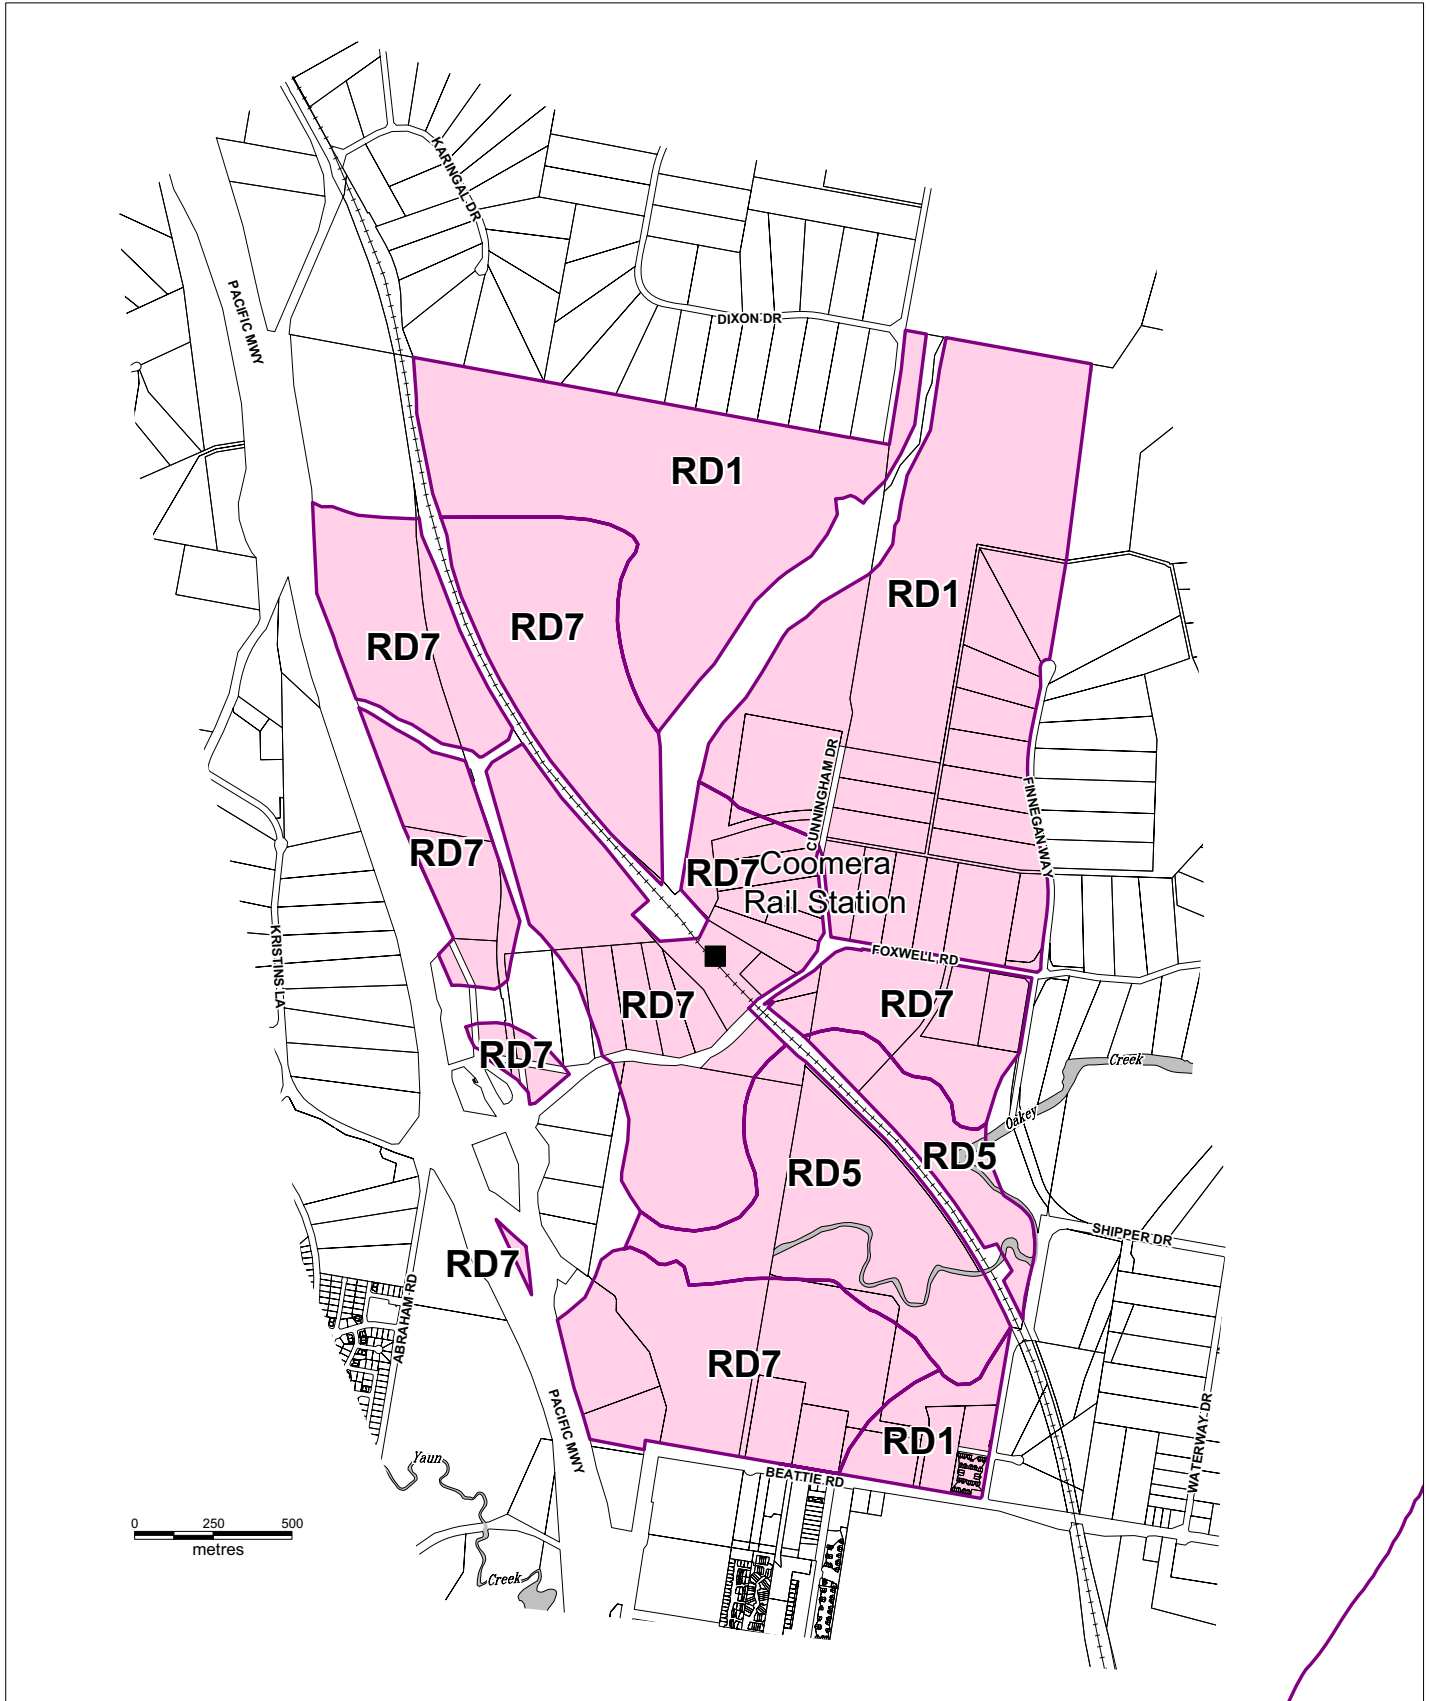 KARINGAL DR
PACIFIC MWY
DIXON DR
RD1
RD1
RD7
RD7
CUNNINGHAM DR
FINNEGAN WAY
RD7
RD7
Coomera
Rail Station
KRISTINS LA
FOXWELL RD
RD7
RD7
RD7
Creek
Oakey
RD5
RD5
SHIPPER DR
RD7
ABRAHAM RD
RD7
PACIFIC MWY
WATERWAY DR
RD1
Yaun
BEATTIE RD
0 250 500
metres
Creek